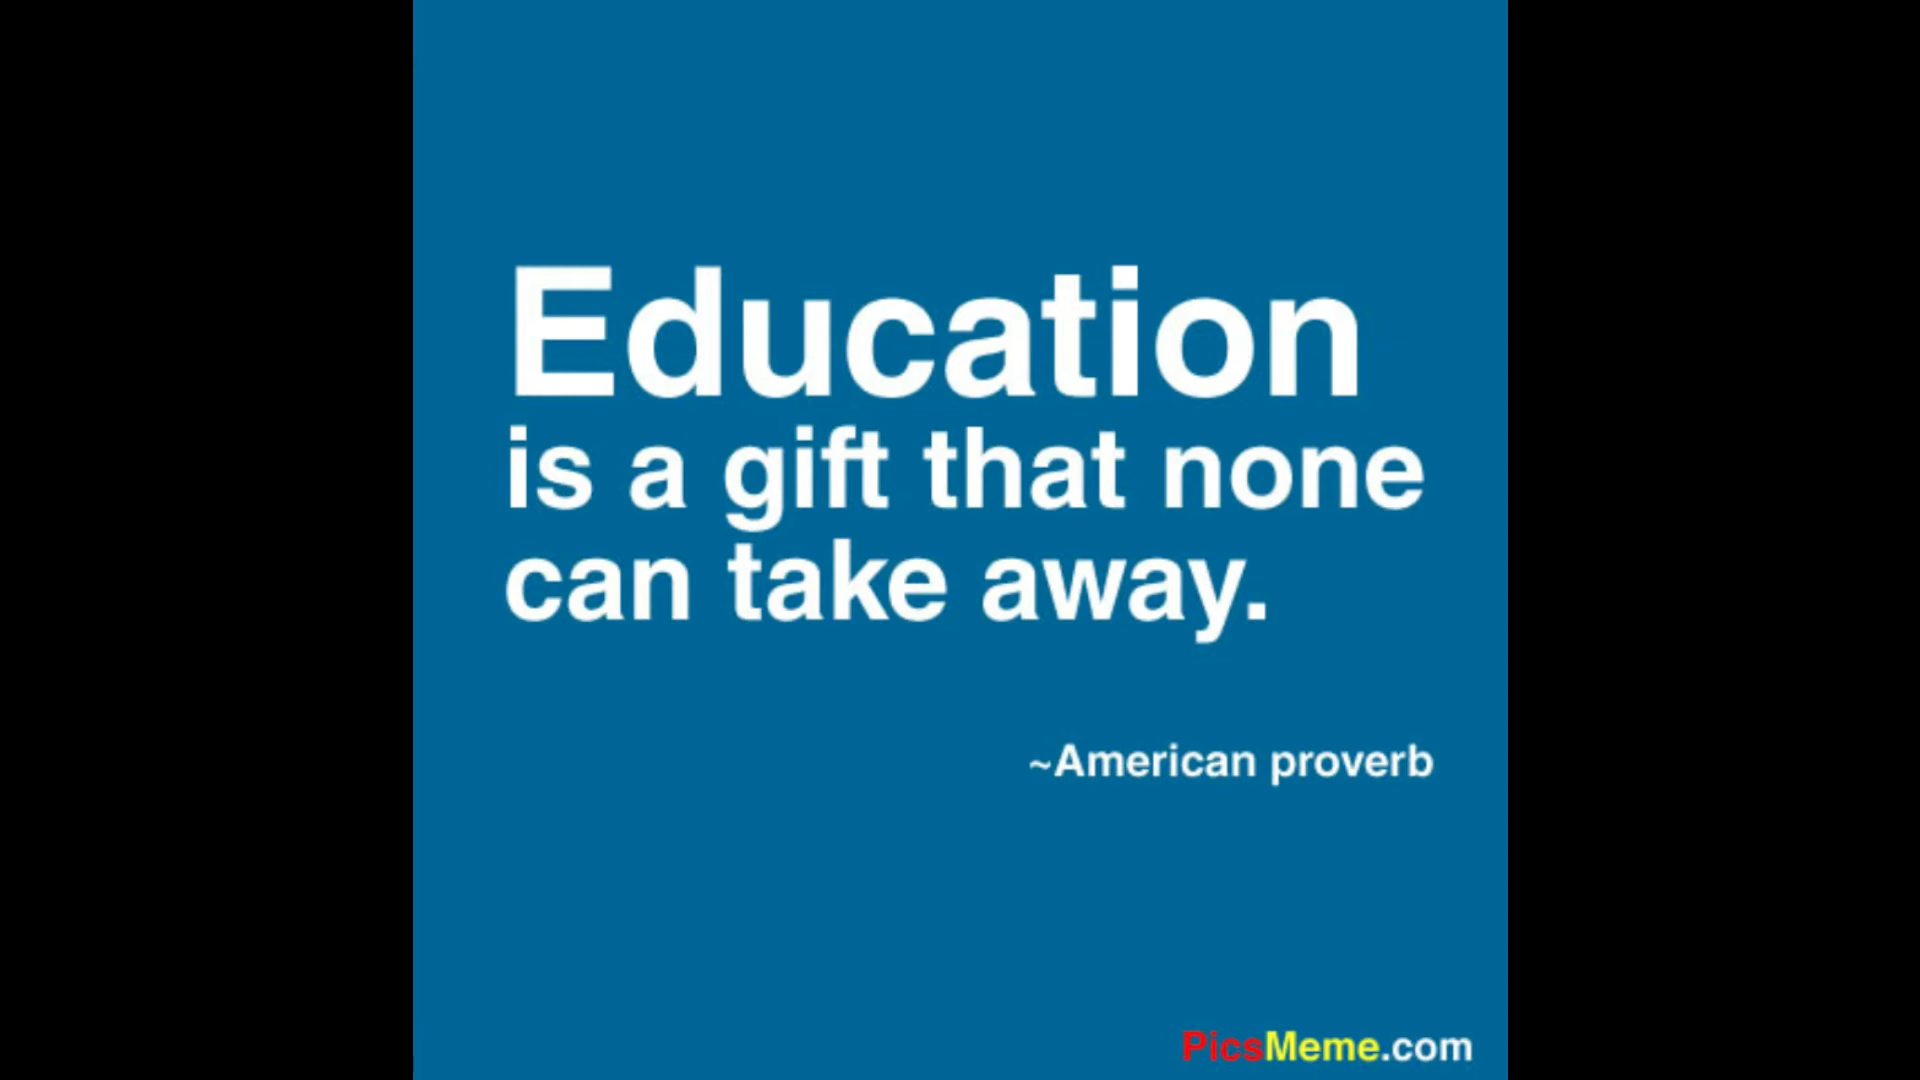 Education
is a gift that none
can take away.
~American proverb
PicsMeme.com